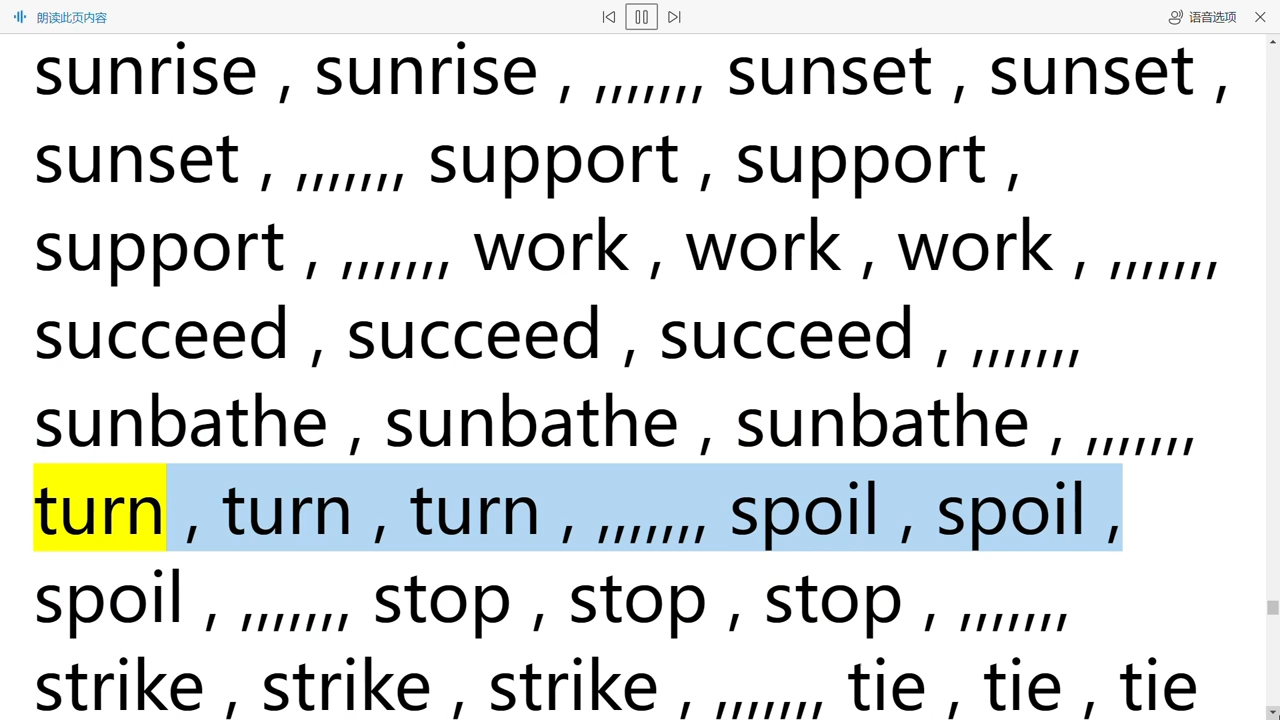 朗读此页内容 语音选项
sunrise , sunrise , ,,,,,,, sunset , sunset ,
sunset , ,,,,,,, support , support ,
support , ,,,,,,, work , work , work , ,,,,,,,
succeed , succeed , succeed , ,,,,,,,
sunbathe , sunbathe , sunbathe , ,,,,,,,
turn , turn , turn , ,,,,,,, spoil , spoil ,
spoil , ,,,,,,, stop , stop , stop , ,,,,,,,
strike , strike , strike , ,,,,,,, tie , tie , tie